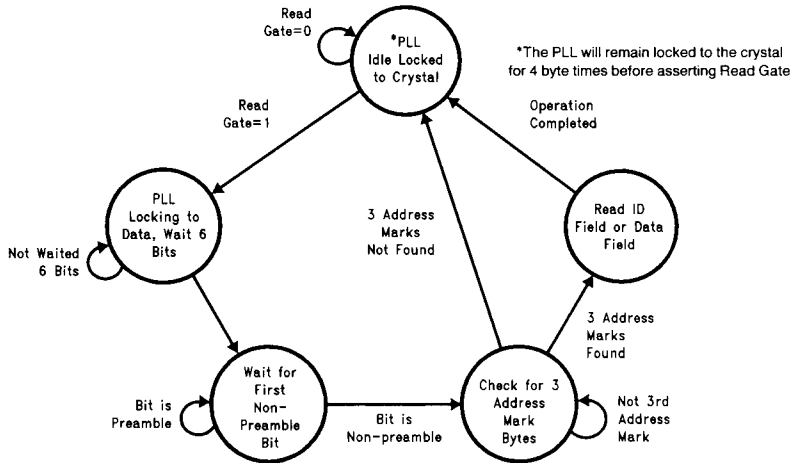 Read
Gate=0
*PLL
Idle Locked
to Crystal
*The PLL will remain locked to the crystal
for 4 byte times before asserting Read Gate
Read
Gate=1
Operation
Completed
PLL
Locking to
Data, Wait 6
Bits
3 Address
Marks
Not Found
Read ID
Field or Data
Field
Not Waited
6 Bits
3 Address
Marks
Found
Wait for
First
Non-
Preamble
Bit
Bit is
Preamble
Bit is
Non-preamble
Check for 3
Address
Mark
Bytes
Not 3rd
Address
Mark